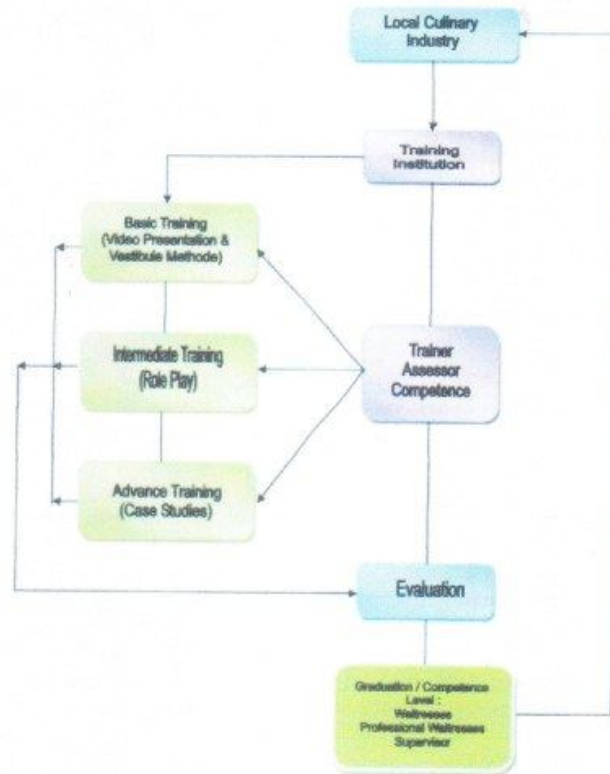 Local Culinary
Industry
Training
Institution
Basic Training
(Video Presentation &
Vestibule Methode)
Intermediate Training
(Role Play)
Trainer
Assessor
Competence
Advance Training
(Case Studies)
Evaluation
Graduation / Competence
Level :
Waitresses
Professional Waitresses
Supervisor